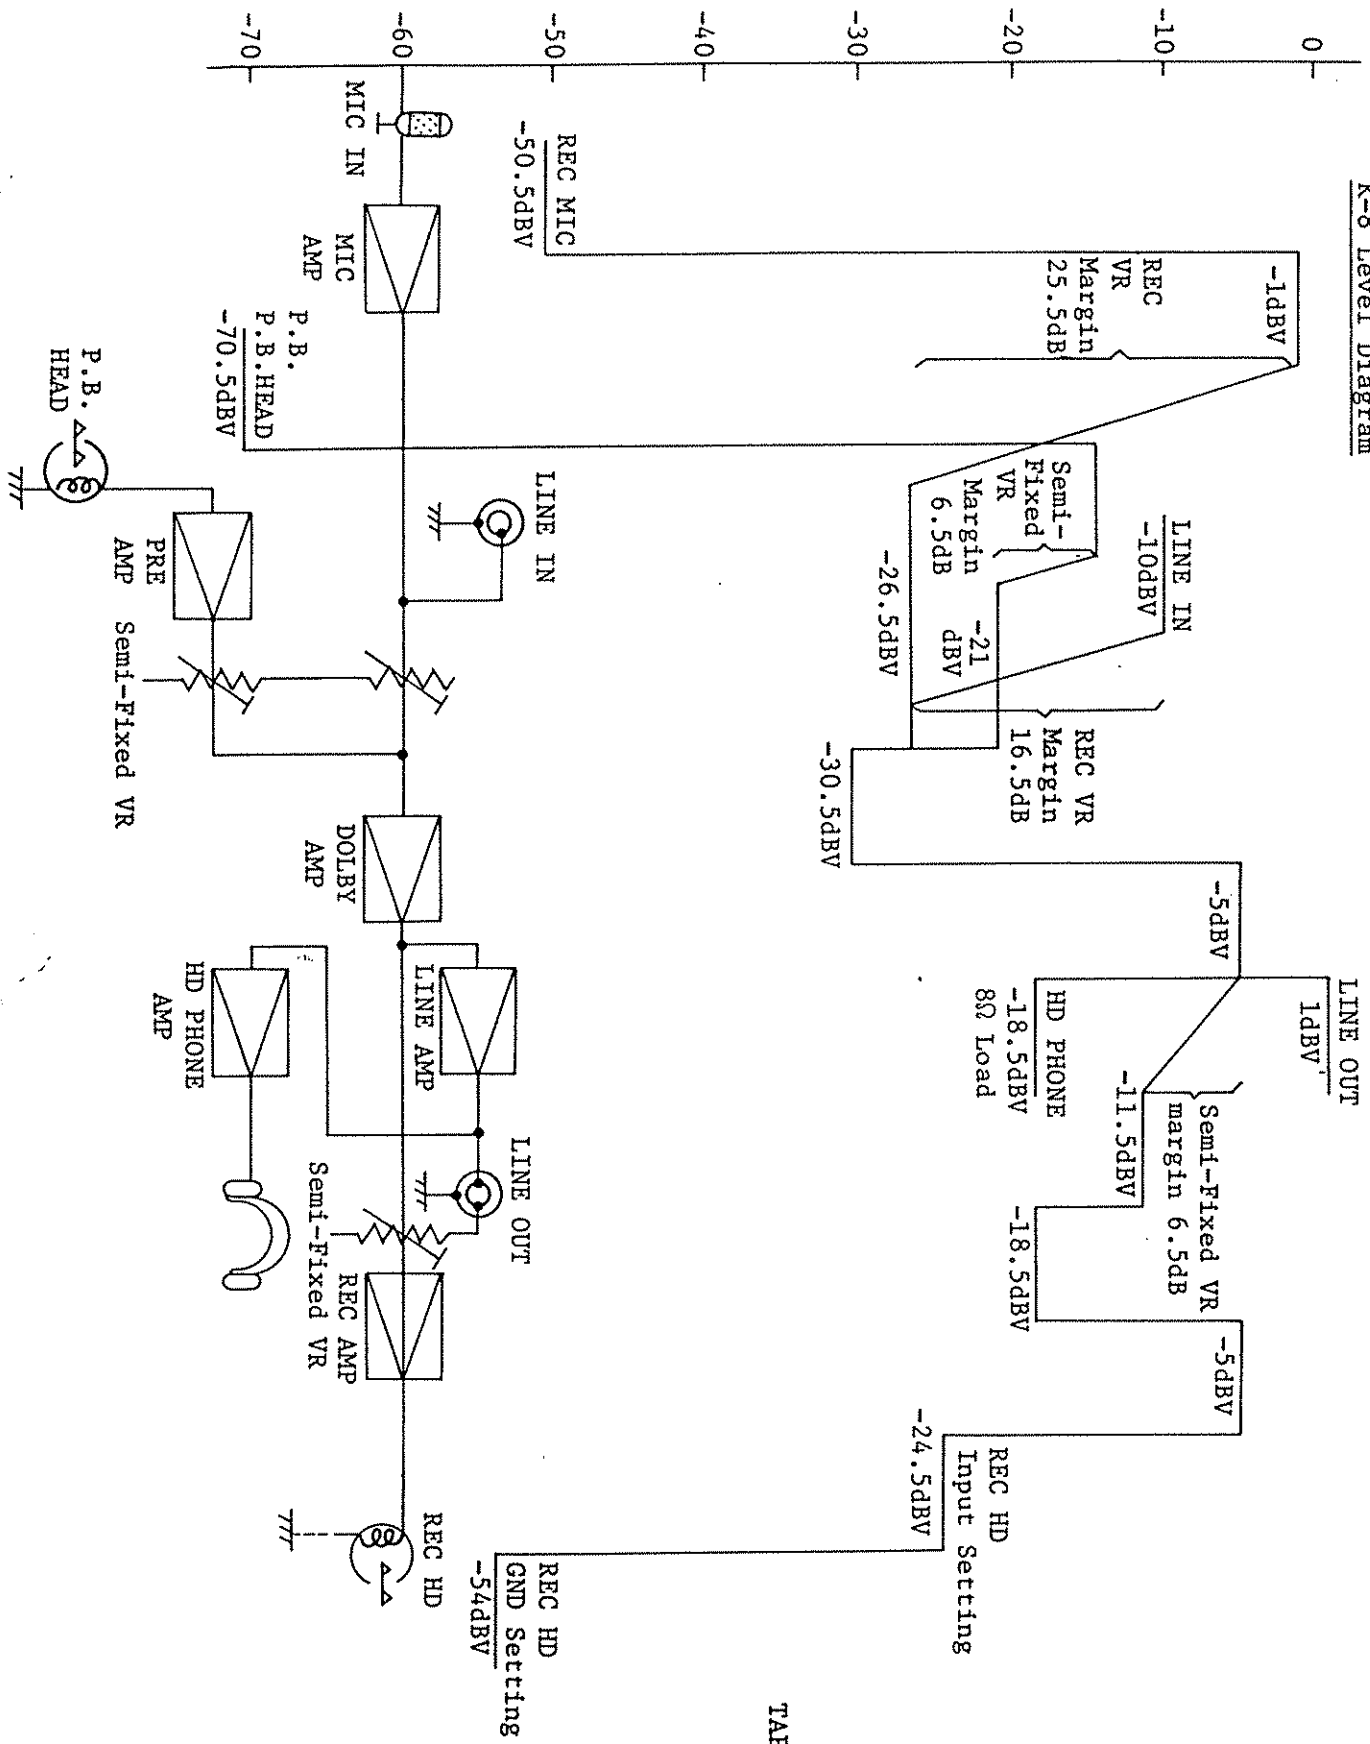 K-8 Level Diagram
0
-10
-20
-30
-40
-50
-60
-70
REC MIC
-50.5dBV
-1dBV
REC
VR
Margin
25.5dB
P.B.
P.B.HEAD
-70.5dBV
Semi-
Fixed
VR
Margin
6.5dB
LINE IN
-10dBV
-26.5dBV
-21
dBV
REC VR
Margin
16.5dB
-30.5dBV
-5dBV
LINE OUT
1dBV
HD PHONE
-18.5dBV
8Ω Load
Semi-Fixed VR
margin 6.5dB
-11.5dBV
-18.5dBV
-5dBV
REC HD
Input Setting
-24.5dBV
REC HD
GND Setting
-54dBV
MIC IN
MIC
AMP
LINE IN
P.B.
HEAD
PRE
AMP
Semi-Fixed VR
DOLBY
AMP
LINE AMP
HD PHONE
AMP
LINE OUT
Semi-Fixed VR
REC AMP
REC HD